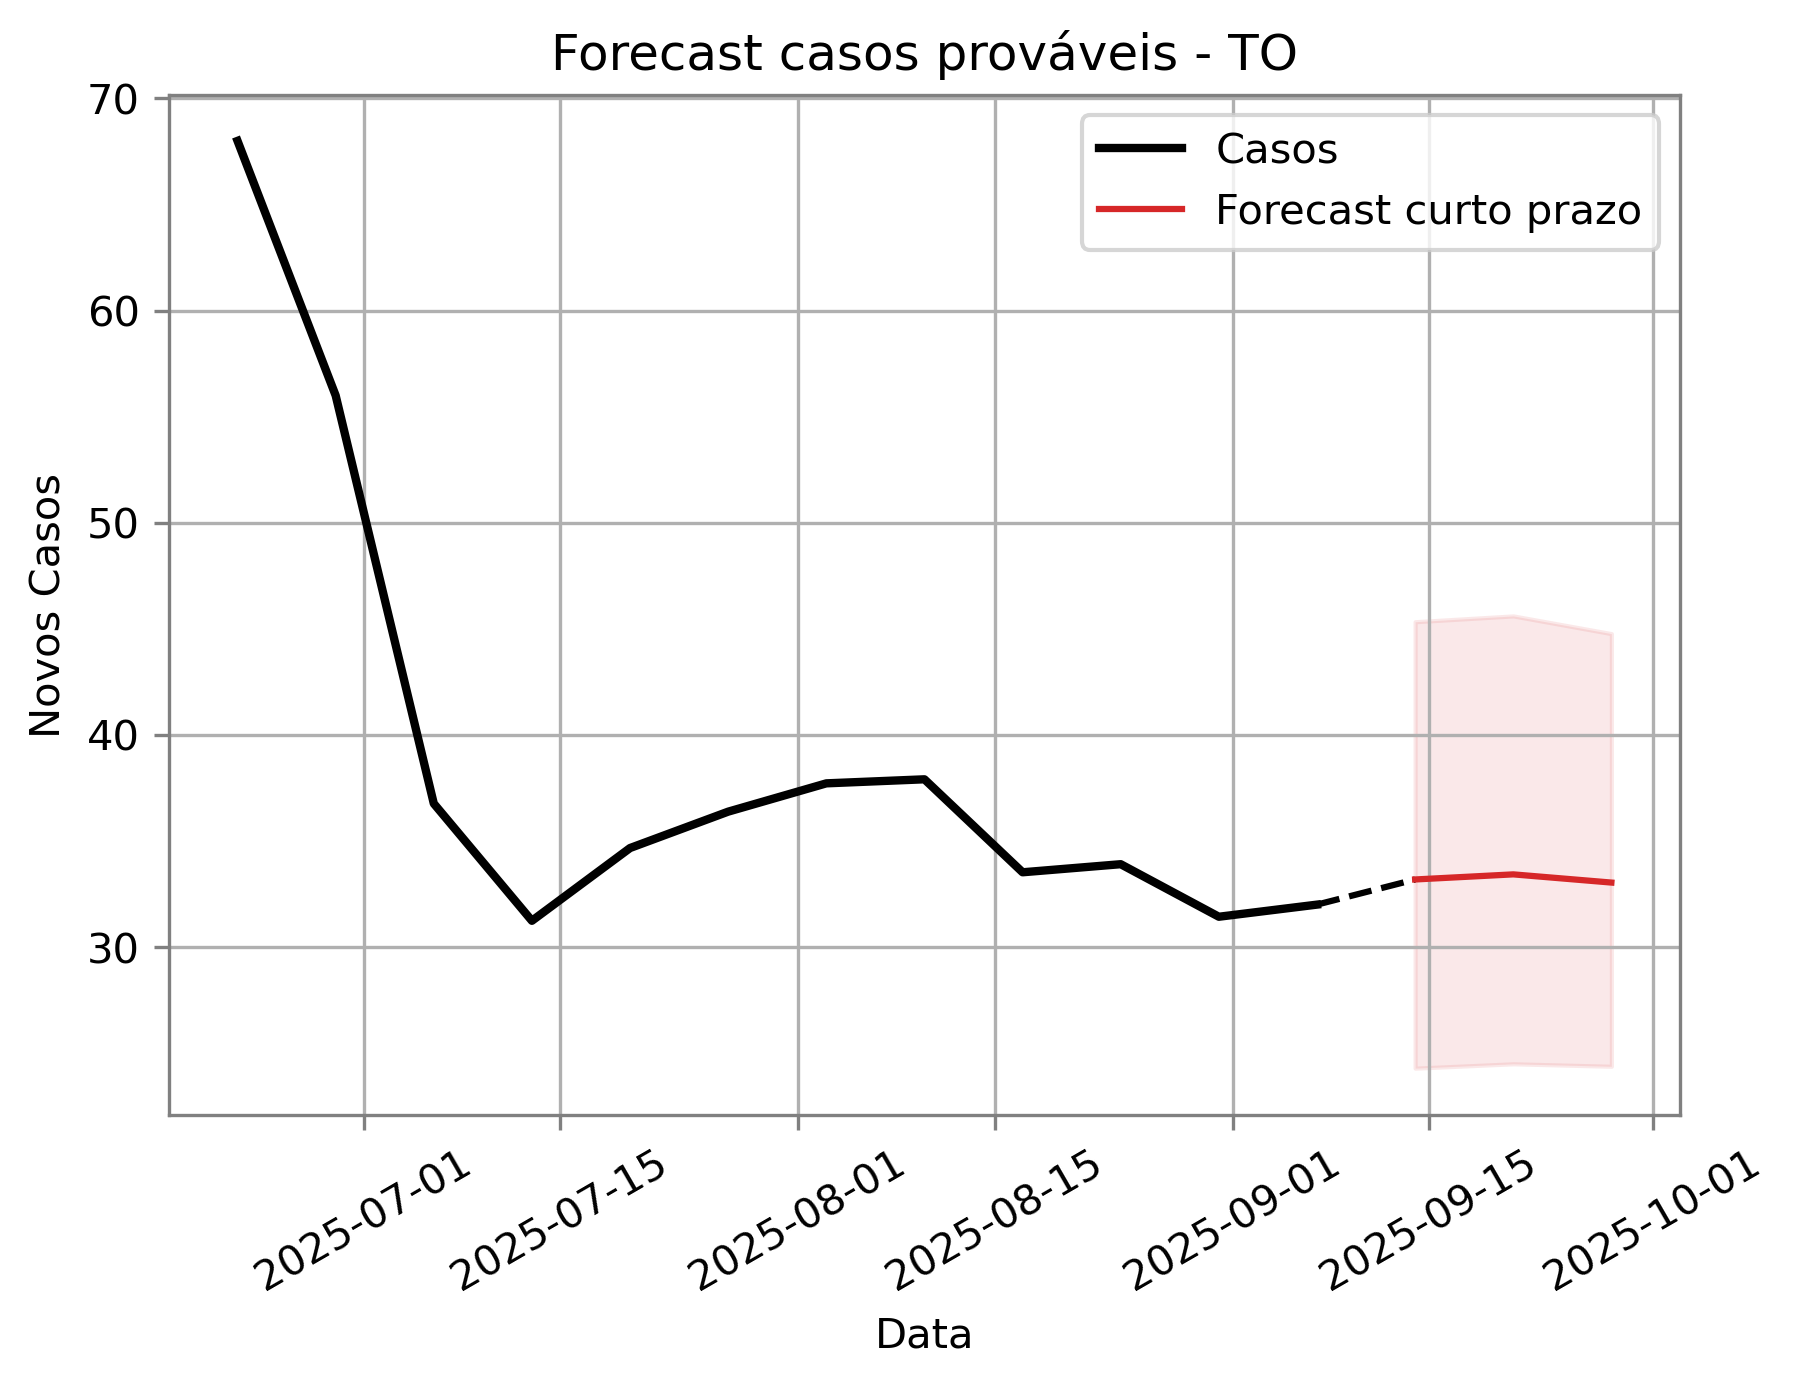 Forecast casos prováveis - TO
70
60
50
40
30
Novos Casos
Casos
Forecast curto prazo
2025-07-01
2025-07-15
2025-08-01
2025-08-15
2025-09-01
2025-09-15
2025-10-01
Data